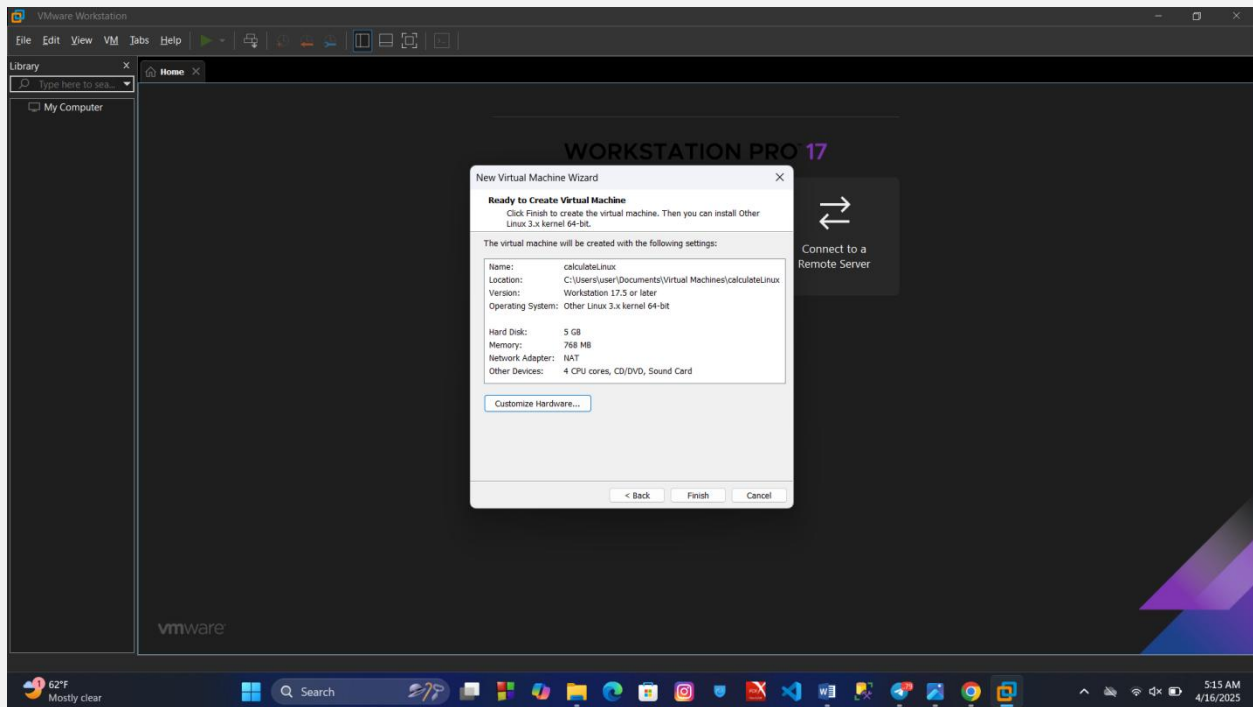 VMware Workstation
File Edit View VM Tabs Help
Library
Type here to sea...
My Computer
Home
WORKSTATION PRO 17
Connect to a
Remote Server
New Virtual Machine Wizard
Ready to Create Virtual Machine
Click Finish to create the virtual machine. Then you can install Other
Linux 3.x kernel 64-bit.
The virtual machine will be created with the following settings:
Name: calculateLinux
Location: C:\Users\user\Documents\Virtual Machines\calculateLinux
Version: Workstation 17.5 or later
Operating System: Other Linux 3.x kernel 64-bit
Hard Disk: 5 GB
Memory: 768 MB
Network Adapter: NAT
Other Devices: 4 CPU cores, CD/DVD, Sound Card
Customize Hardware...
< Back Finish Cancel
vmware
1
62°F
Mostly clear
Search
5:15 AM
4/16/2025